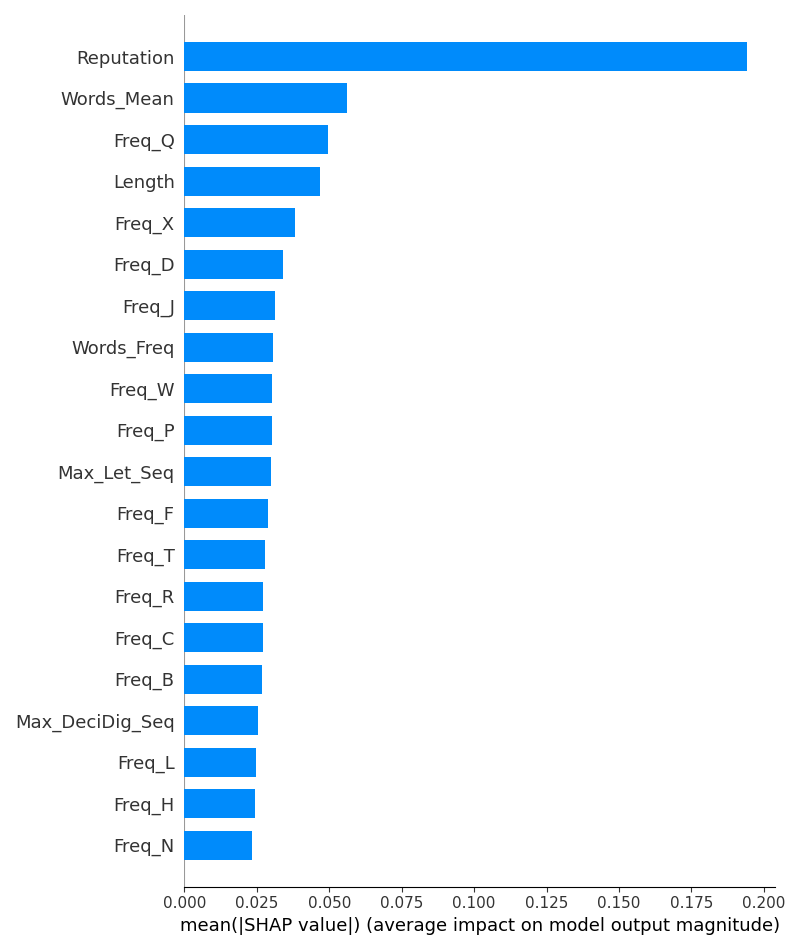 Reputation
Words_Mean
Freq_Q
Length
Freq_X
Freq_D
Freq_J
Words_Freq
Freq_W
Freq_P
Max_Let_Seq
Freq_F
Freq_T
Freq_R
Freq_C
Freq_B
Max_DeciDig_Seq
Freq_L
Freq_H
Freq_N
0.000 0.025 0.050 0.075 0.100 0.125 0.150 0.175 0.200
mean(|SHAP value|) (average impact on model output magnitude)